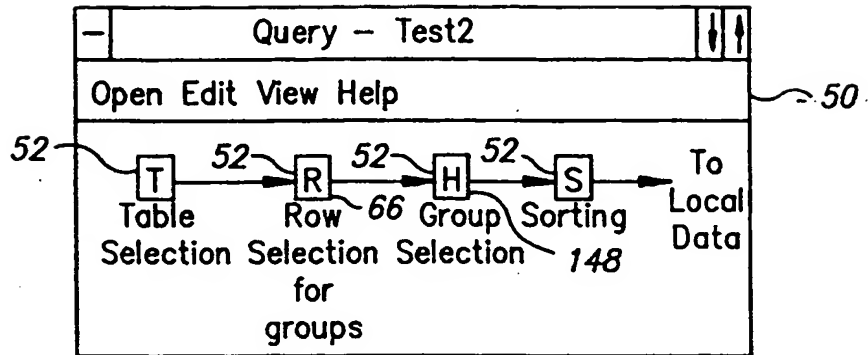 Query - Test2
Open Edit View Help
50
52 52 52 52
T R H S To Local Data
66
148
Table Selection
Row Selection for groups
Group Selection
Sorting